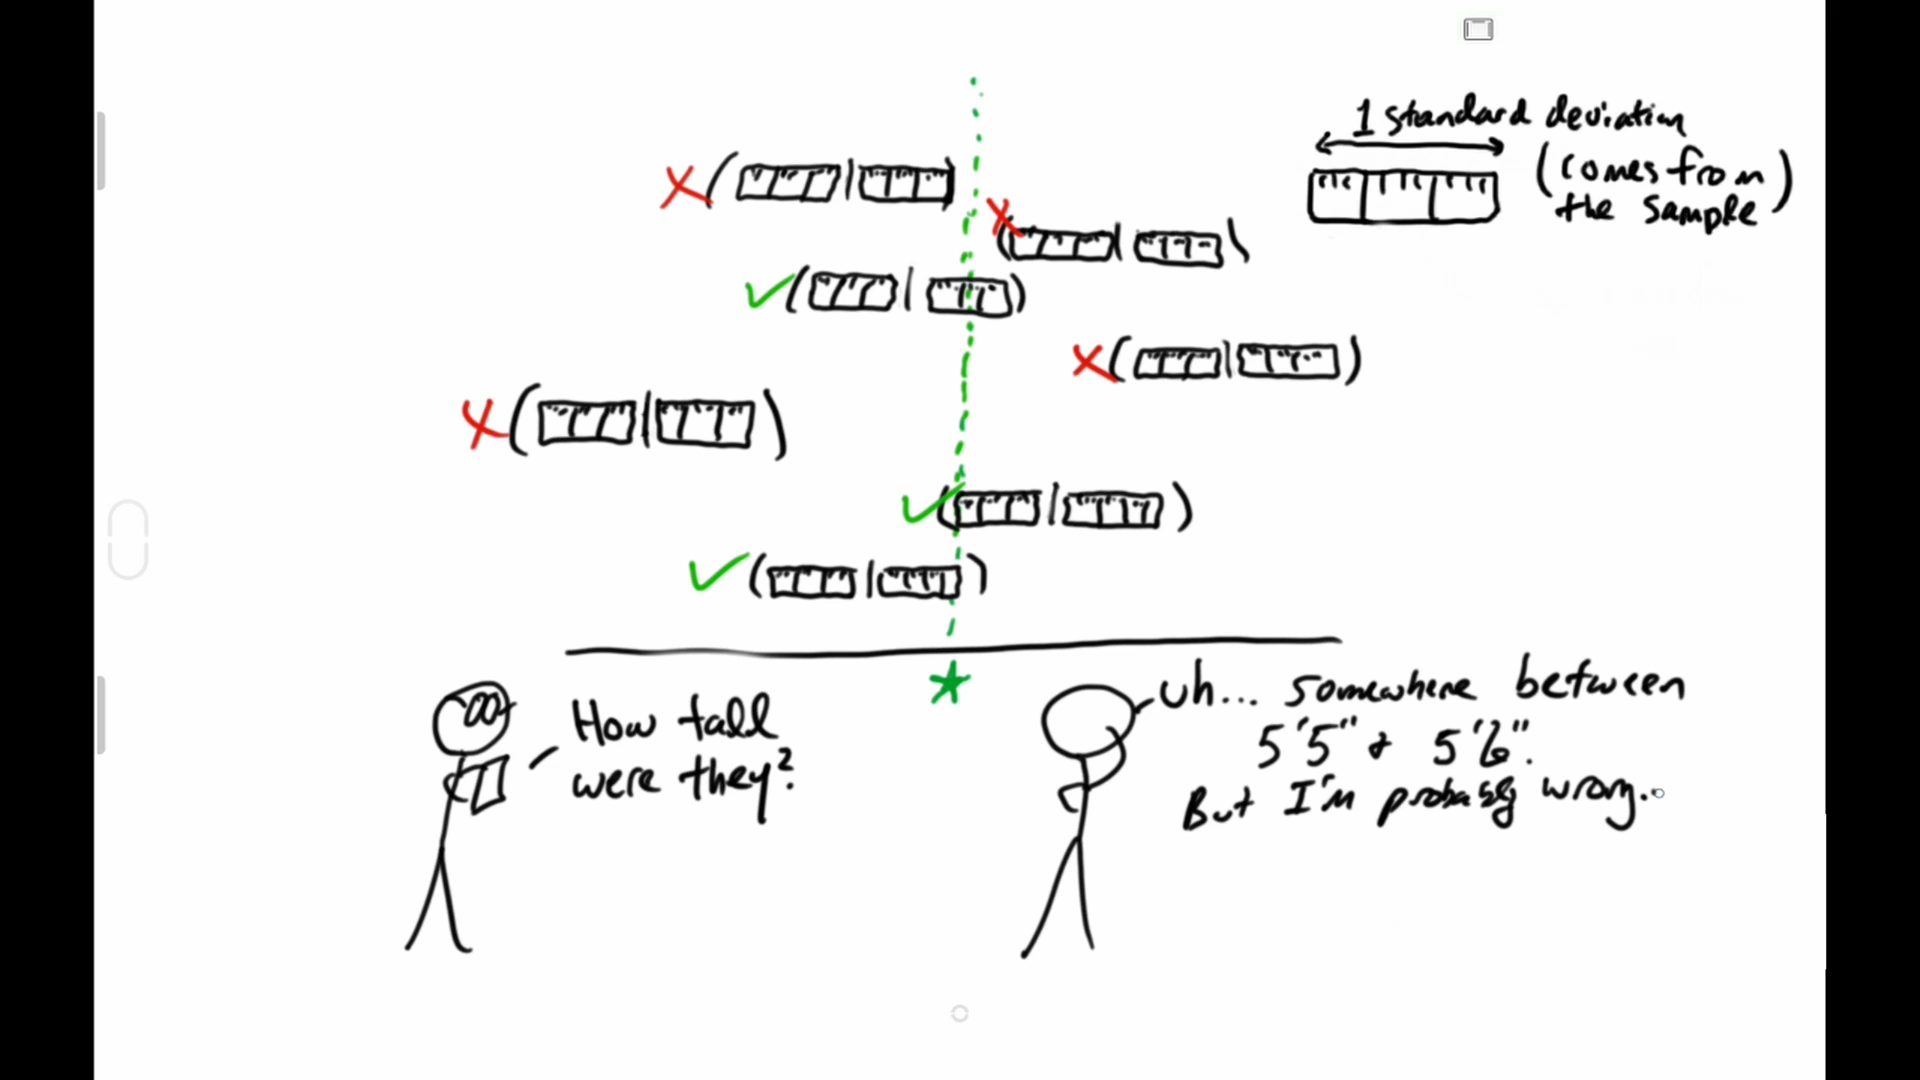 1 standard deviation
(comes from
the sample)
How tall
were they?
uh... somewhere between
5'5" & 5'6".
But I'm probably wrong..